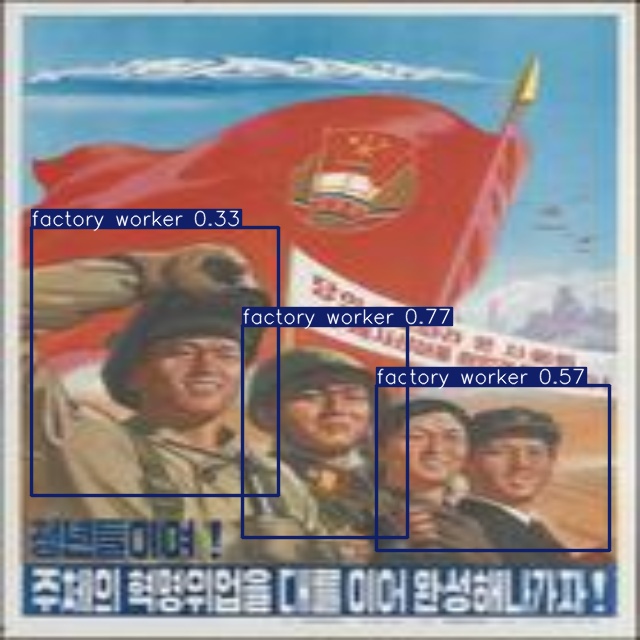 factory worker 0.33
factory worker 0.77
factory worker 0.57
청년들이여!
주체의 혁명위업을 대를 이어 완성해나가자!